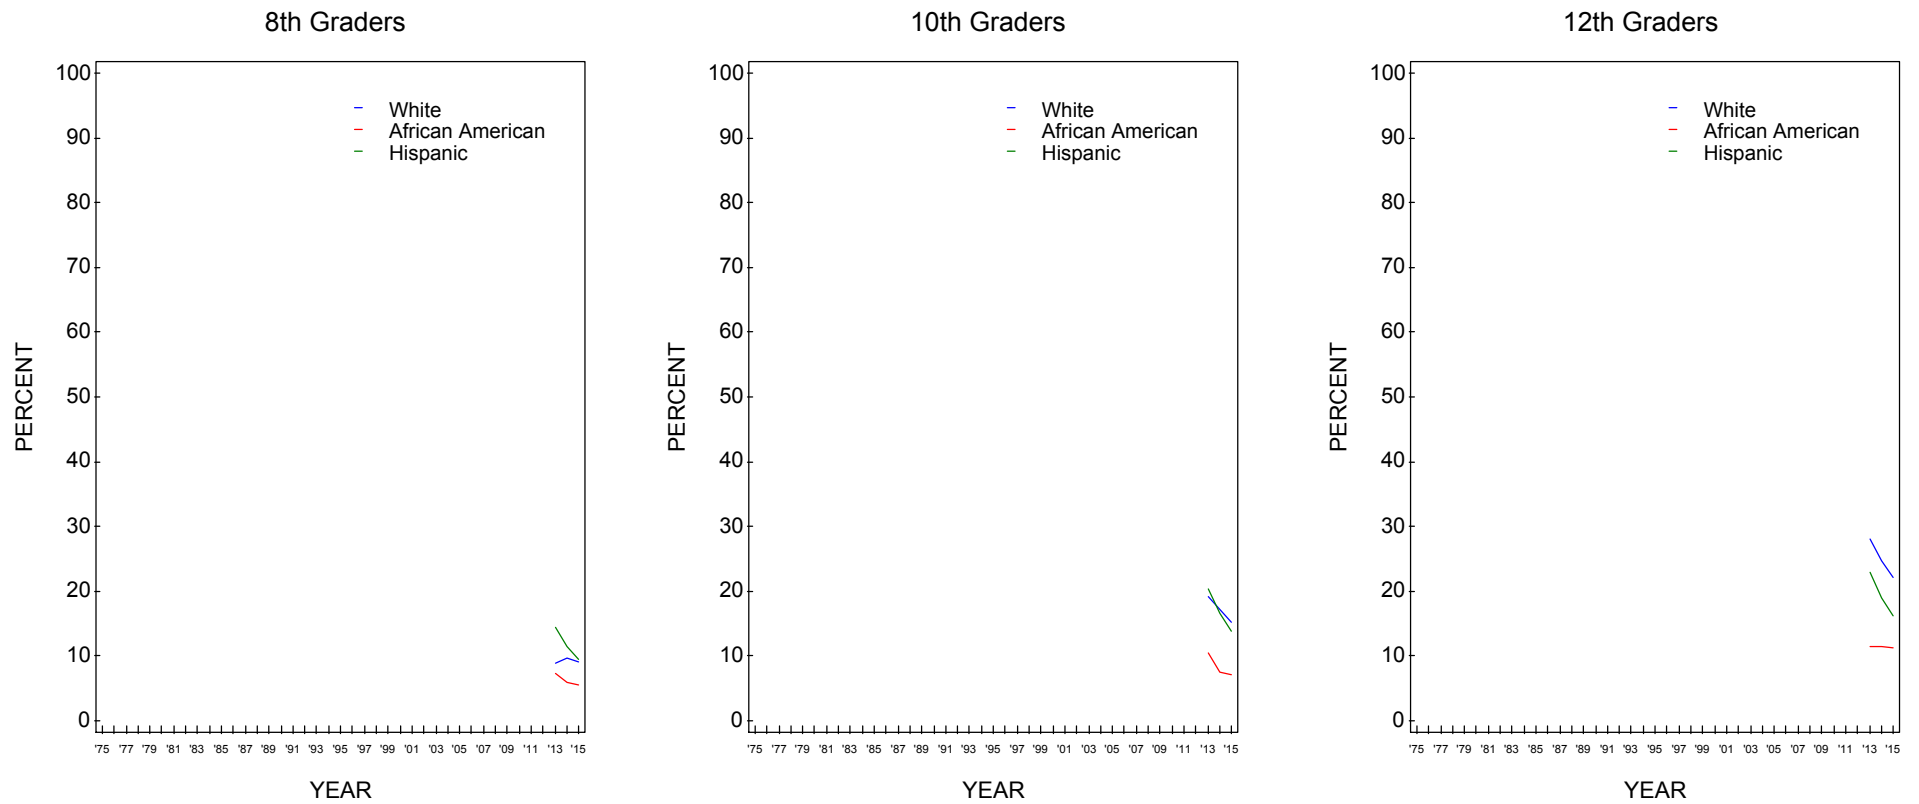 8th Graders
100
90
80
70
60
50
40
30
20
10
0
PERCENT
White
African American
Hispanic
'75 '77 '79 '81 '83 '85 '87 '89 '91 '93 '95 '97 '99 '01 '03 '05 '07 '09 '11 '13 '15
YEAR
10th Graders
100
90
80
70
60
50
40
30
20
10
0
PERCENT
White
African American
Hispanic
'75 '77 '79 '81 '83 '85 '87 '89 '91 '93 '95 '97 '99 '01 '03 '05 '07 '09 '11 '13 '15
YEAR
12th Graders
100
90
80
70
60
50
40
30
20
10
0
PERCENT
White
African American
Hispanic
'75 '77 '79 '81 '83 '85 '87 '89 '91 '93 '95 '97 '99 '01 '03 '05 '07 '09 '11 '13 '15
YEAR